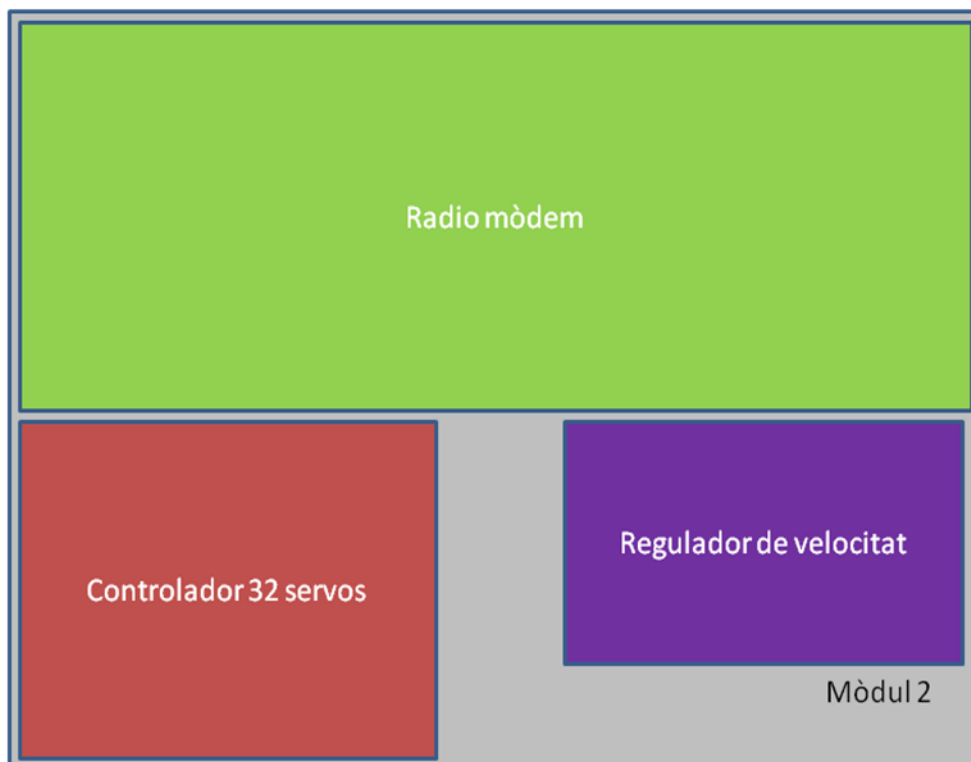 Radio mòdem
Regulador de velocitat
Controlador 32 servos
Mòdul 2